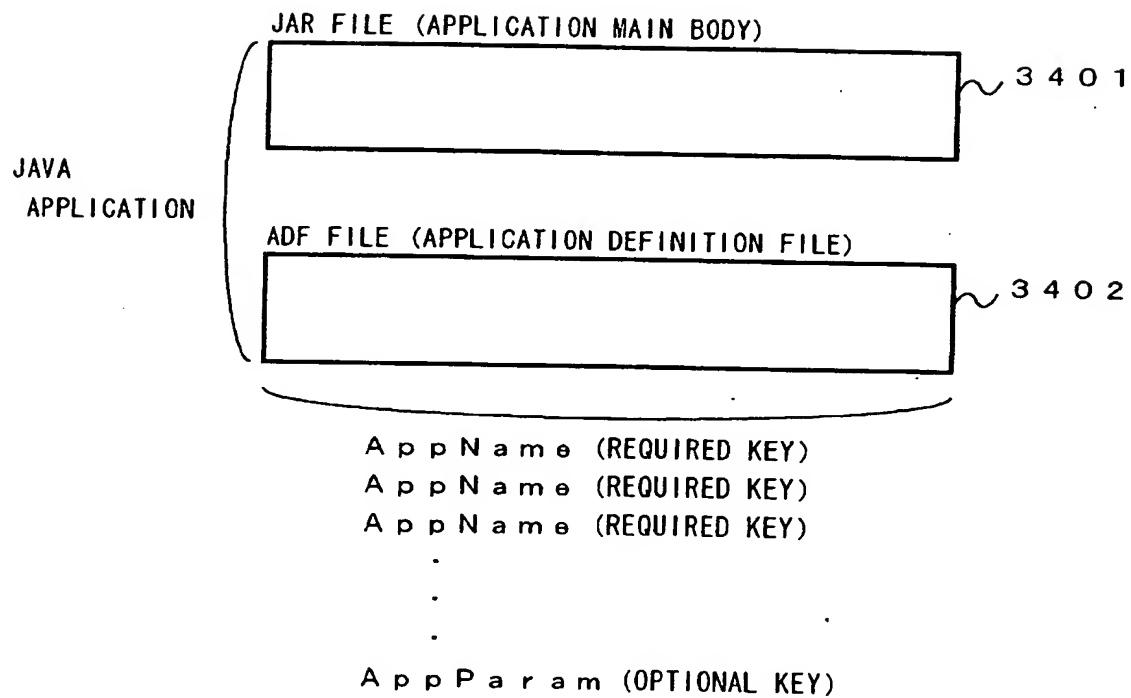 JAR FILE (APPLICATION MAIN BODY)
3401
JAVA
APPLICATION
ADF FILE (APPLICATION DEFINITION FILE)
3402
AppName (REQUIRED KEY)
AppName (REQUIRED KEY)
AppName (REQUIRED KEY)
.
.
.
AppParam (OPTIONAL KEY)